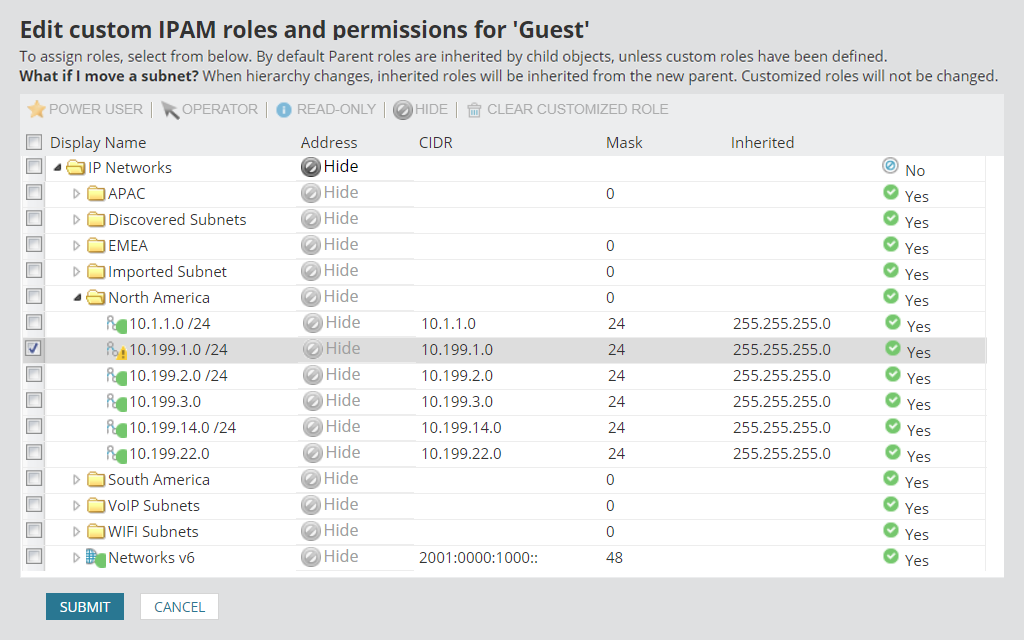 Edit custom IPAM roles and permissions for 'Guest'
To assign roles, select from below. By default Parent roles are inherited by child objects, unless custom roles have been defined.
What if I move a subnet? When hierarchy changes, inherited roles will be inherited from the new parent. Customized roles will not be changed.
POWER USER | OPERATOR | READ-ONLY | HIDE | CLEAR CUSTOMIZED ROLE
Display Name Address CIDR Mask Inherited
IP Networks Hide No
APAC Hide 0 Yes
Discovered Subnets Hide Yes
EMEA Hide 0 Yes
Imported Subnet Hide 0 Yes
North America Hide 0 Yes
10.1.1.0 /24 Hide 10.1.1.0 24 255.255.255.0 Yes
10.199.1.0 /24 Hide 10.199.1.0 24 255.255.255.0 Yes
10.199.2.0 /24 Hide 10.199.2.0 24 255.255.255.0 Yes
10.199.3.0 Hide 10.199.3.0 24 255.255.255.0 Yes
10.199.14.0 /24 Hide 10.199.14.0 24 255.255.255.0 Yes
10.199.22.0 Hide 10.199.22.0 24 255.255.255.0 Yes
South America Hide 0 Yes
VoIP Subnets Hide 0 Yes
WIFI Subnets Hide 0 Yes
Networks v6 Hide 2001:0000:1000:: 48 Yes
SUBMIT CANCEL